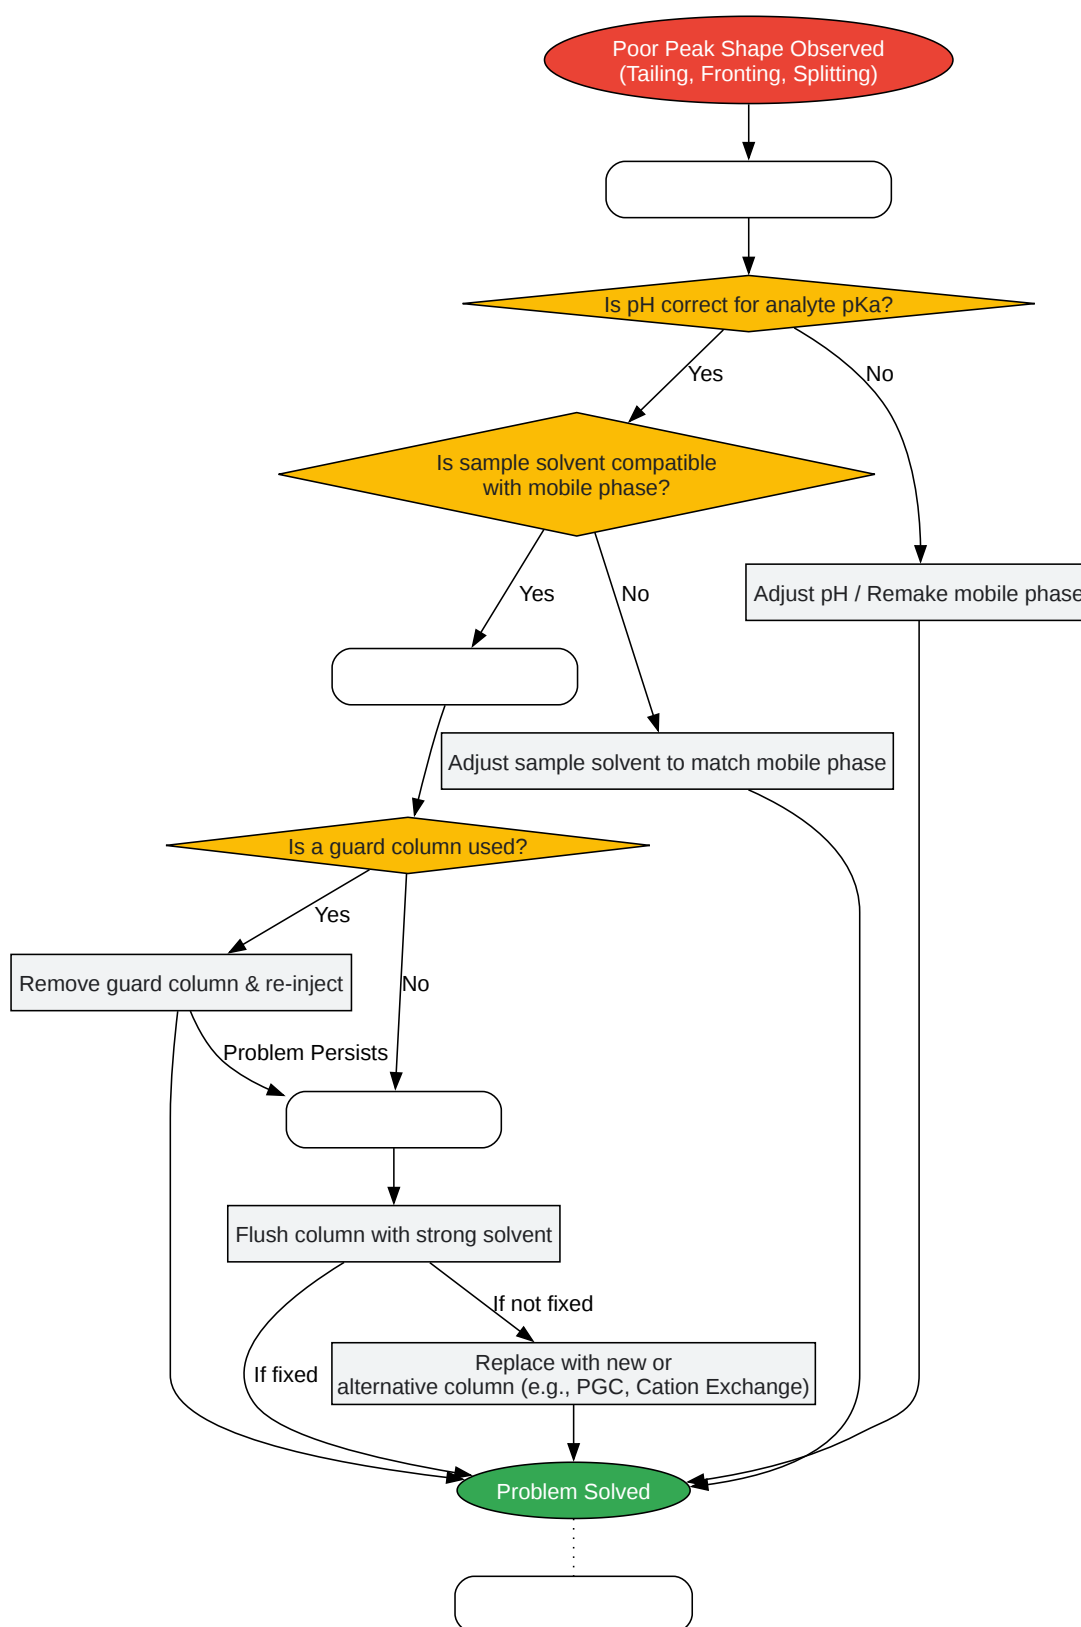 Poor Peak Shape Observed
(Tailing, Fronting, Splitting)
Is pH correct for analyte pKa?
Yes
No
Is sample solvent compatible
with mobile phase?
Yes
No
Adjust pH / Remake mobile phase
Adjust sample solvent to match mobile phase
Is a guard column used?
Yes
Remove guard column & re-inject
No
Problem Persists
Flush column with strong solvent
If not fixed
If fixed
Replace with new or
alternative column (e.g., PGC, Cation Exchange)
Problem Solved